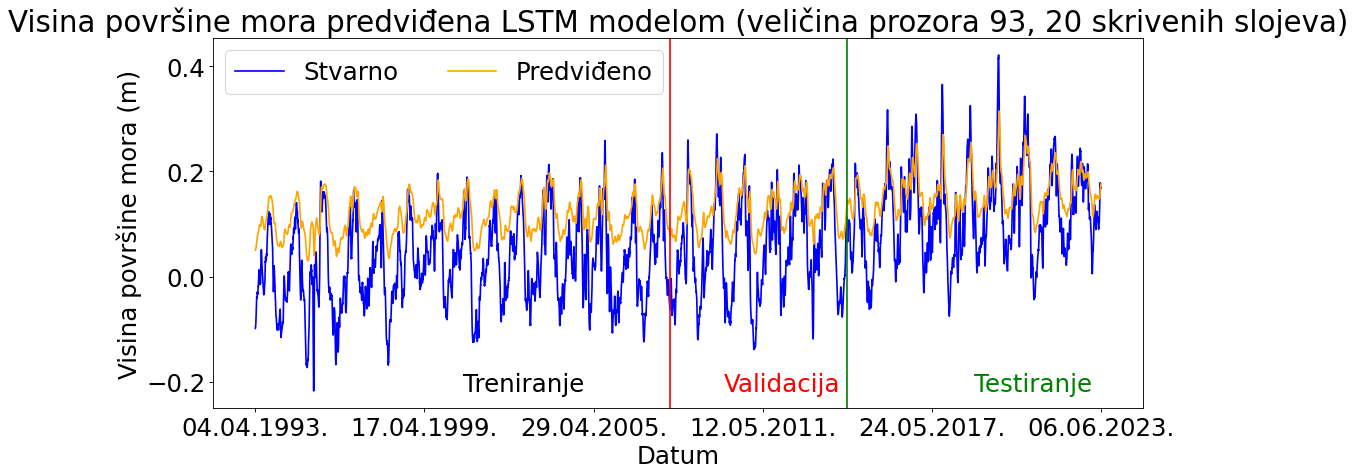 Visina površine mora predviđena LSTM modelom (veličina prozora 93, 20 skrivenih slojeva)
Stvarno
Predviđeno
Visina površine mora (m)
0.4
0.2
0.0
−0.2
Treniranje
Validacija
Testiranje
04.04.1993.
17.04.1999.
29.04.2005.
12.05.2011.
24.05.2017.
06.06.2023.
Datum